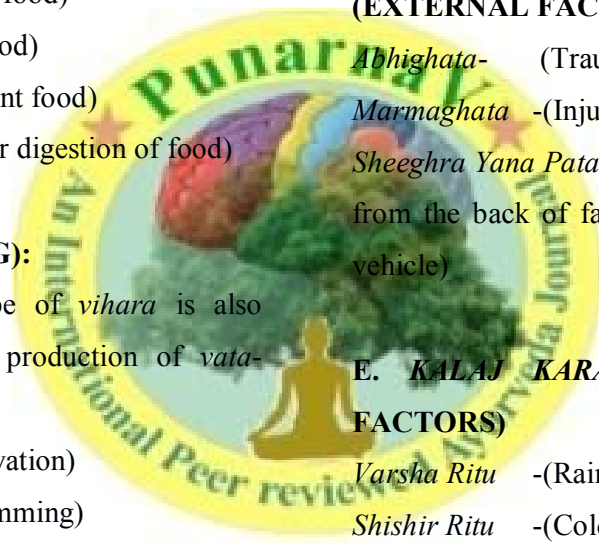 food)
od)
nt food)
r digestion of food)
G):
pe of vihara is also
production of vata-
vation)
mming)
(EXTERNAL FAC
Abhighata- (Trau
Marmaghata -(Inju
Sheeghra Yana Pata
from the back of fa
vehicle)
E. KALAJ KARA
FACTORS)
Varsha Ritu -(Rain
Shishir Ritu -(Col
PunarnaV
An International Peer reviewed Ayurveda Journal